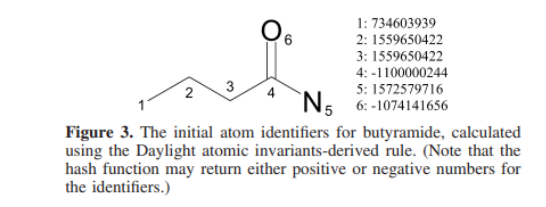 O6
1: 734603939
2: 1559650422
3: 1559650422
4: -1100000244
5: 1572579716
6: -1074141656
1 2 3 4 N5
Figure 3. The initial atom identifiers for butyramide, calculated
using the Daylight atomic invariants-derived rule. (Note that the
hash function may return either positive or negative numbers for
the identifiers.)